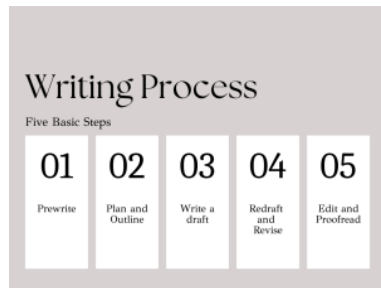 Writing Process
Five Basic Steps
01
Prewrite
02
Plan and
Outline
03
Write a
draft
04
Redraft
and
Revise
05
Edit and
Proofread